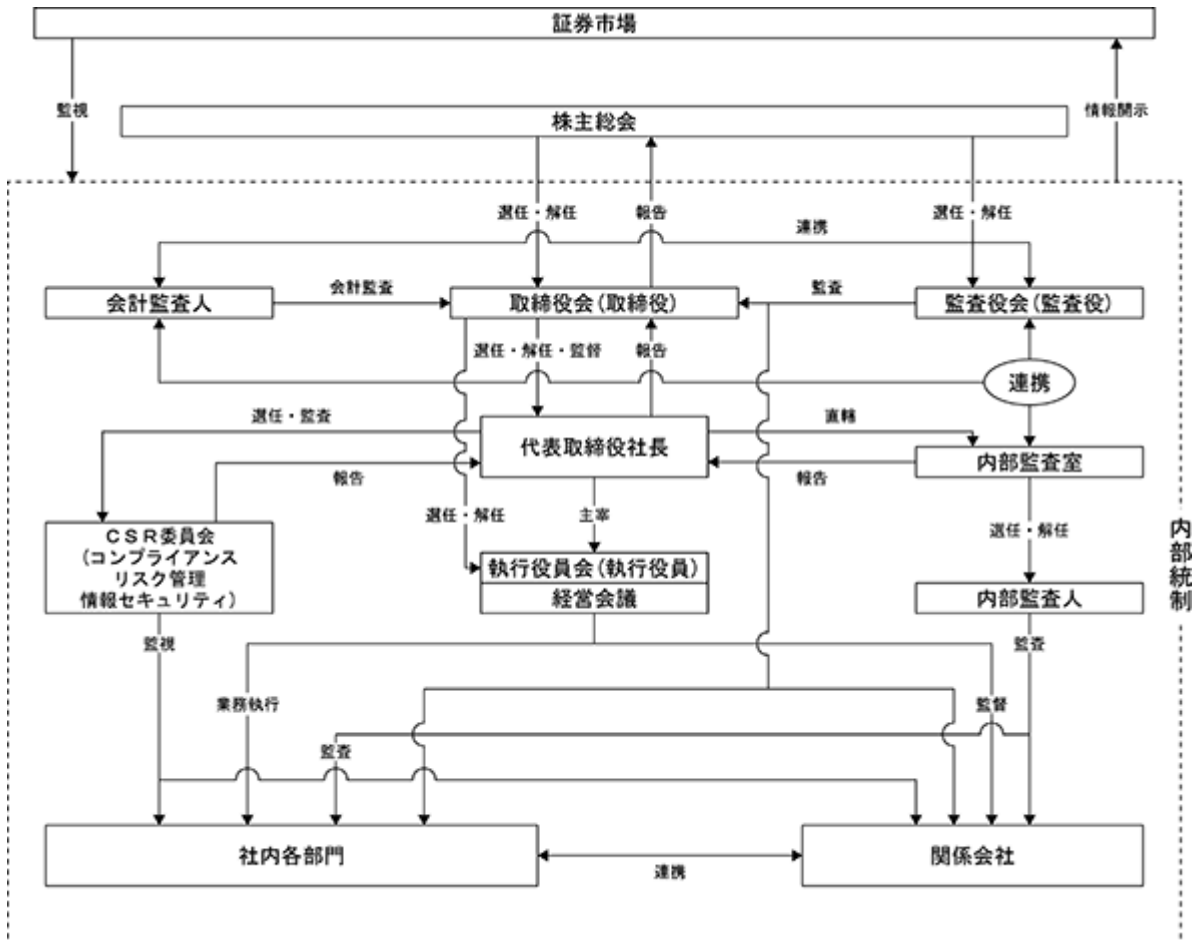 証券市場
監視
情報開示
株主総会
選任・解任
報告
選任・解任
連携
会計監査人
会計監査
取締役会(取締役)
監査
監査役会(監査役)
選任・解任・監督
報告
連携
選任・監査
代表取締役社長
直轄
報告
報告
内部監査室
選任・解任
主宰
選任・解任
CSR委員会
(コンプライアンス
リスク管理
情報セキュリティ)
執行役員会(執行役員)
経営会議
内部監査人
内部統制
監視
監査
業務執行
監督
監査
社内各部門
連携
関係会社